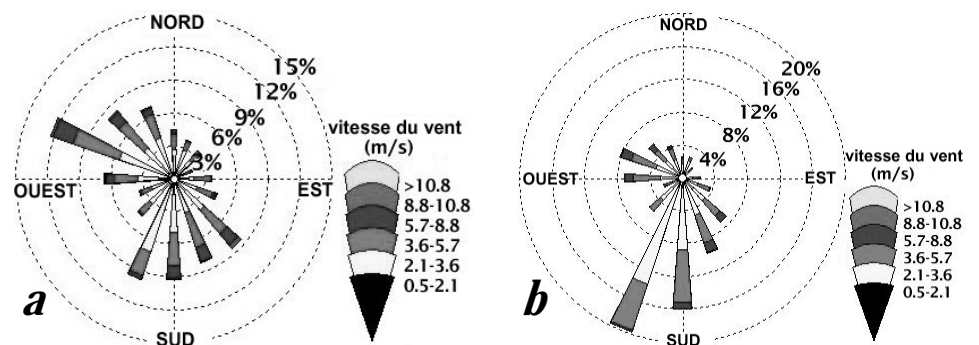 NORD
15%
12%
9%
6%
3%
OUEST
EST
SUD
a
vitesse du vent
(m/s)
>10.8
8.8-10.8
5.7-8.8
3.6-5.7
2.1-3.6
0.5-2.1
NORD
20%
16%
12%
8%
4%
OUEST
EST
SUD
b
vitesse du vent
(m/s)
>10.8
8.8-10.8
5.7-8.8
3.6-5.7
2.1-3.6
0.5-2.1